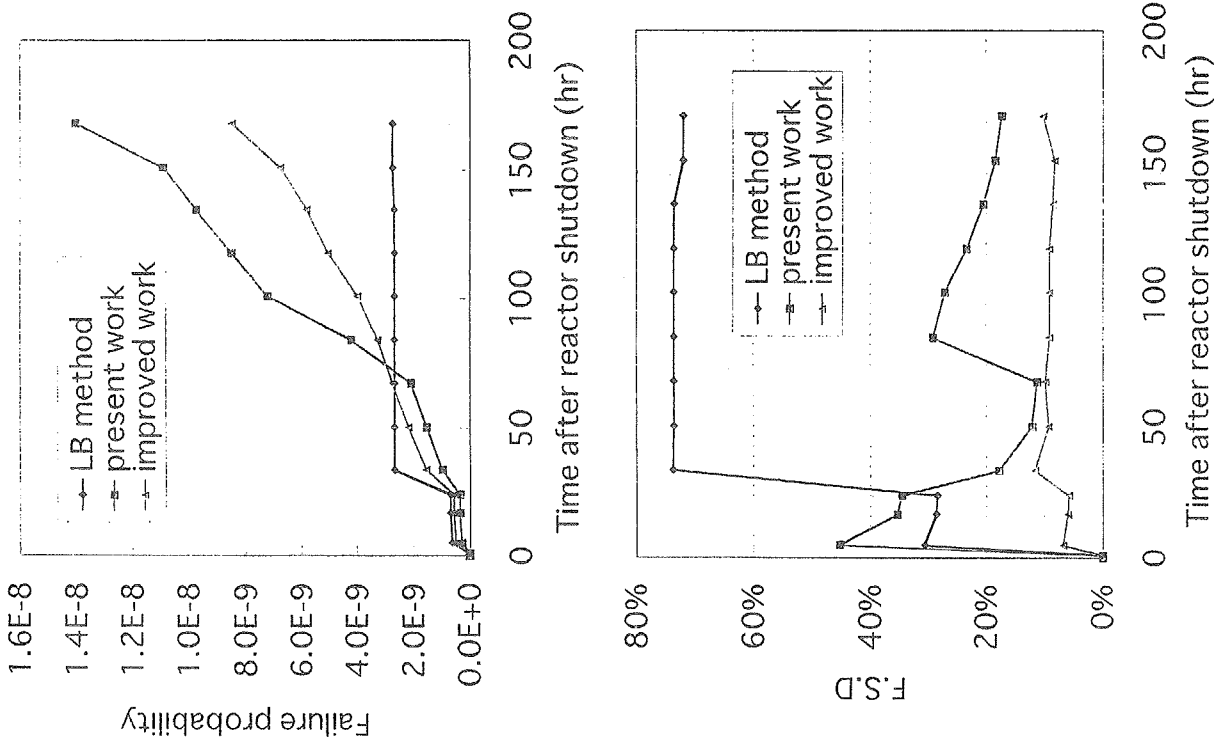 1.6E-8
1.4E-8
1.2E-8
1.0E-8
8.0E-9
6.0E-9
4.0E-9
2.0E-9
0.0E+0
Failure probability
LB method
present work
improved work
0
50
100
150
200
Time after reactor shutdown (hr)
80%
60%
40%
20%
0%
F.S.D
LB method
present work
improved work
0
50
100
150
200
Time after reactor shutdown (hr)